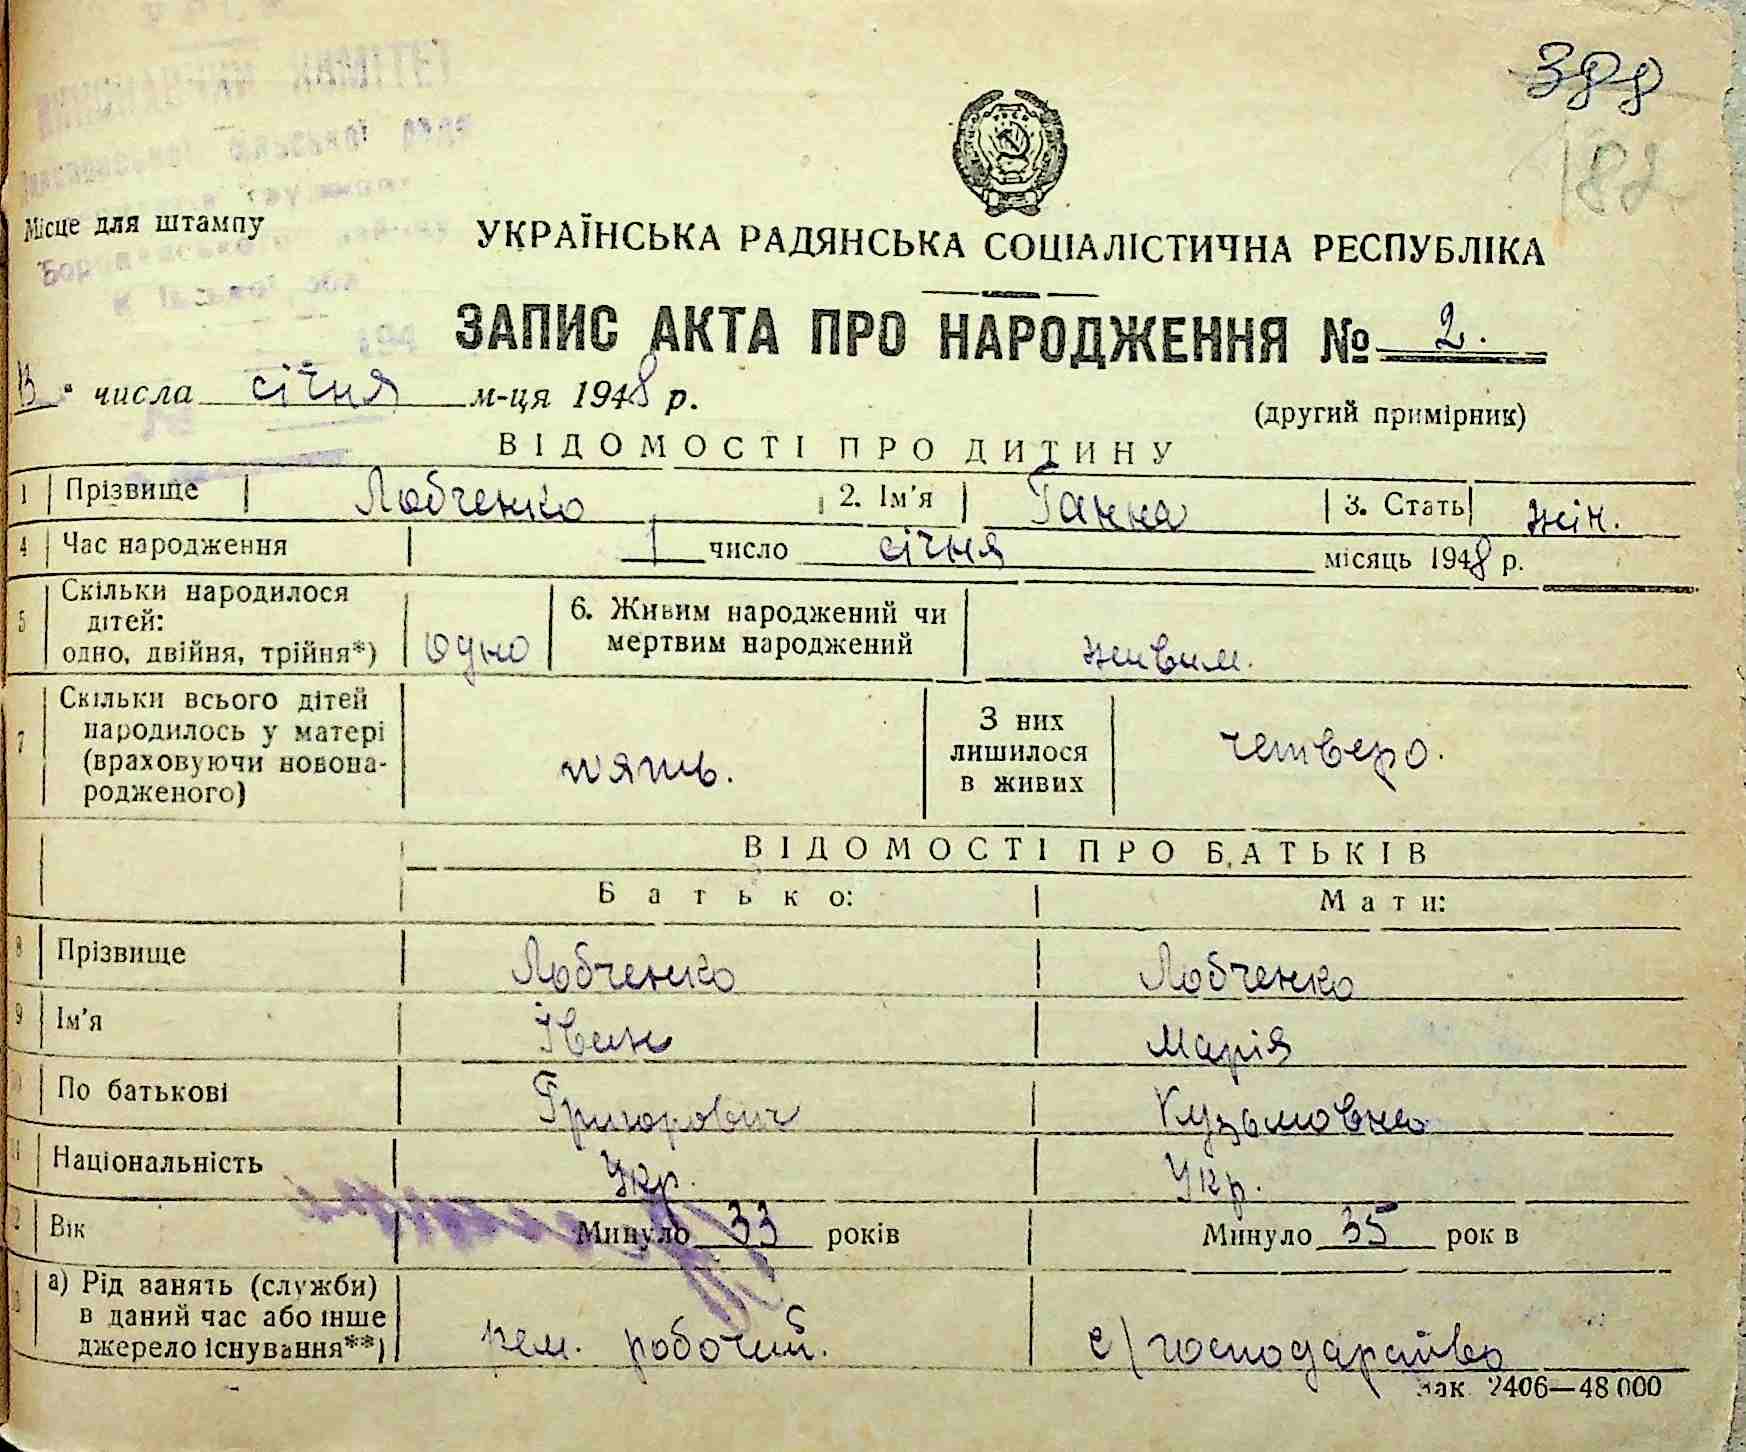 388
182
Місце для штампу
УКРАЇНСЬКА РАДЯНСЬКА СОЦІАЛІСТИЧНА РЕСПУБЛІКА
ЗАПИС АКТА ПРО НАРОДЖЕННЯ № 2.
13 числа січня м-ця 1948 р.
(другий примірник)
ВІДОМОСТІ ПРО ДИТИНУ
1 Прізвище Лобченко 2. Ім'я Ганна 3. Стать жін.
4 Час народження 1 число січня місяць 1948 р.
5 Скільки народилося дітей: одно, двійня, трійня*) одно 6. Живим народжений чи мертвим народжений живим.
7 Скільки всього дітей народилось у матері (враховуючи новонародженого) пять. З них лишилося в живих четверо.
ВІДОМОСТІ ПРО БАТЬКІВ
Батько: Мати:
8 Прізвище Лобченко Лобченко
9 Ім'я Іван Марія
По батькові Григорович Кузьмовна
Національність Укр. Укр.
Вік Минуло 33 років Минуло 35 рок в
а) Рід занять (служби) в даний час або інше джерело існування**) рем. робочий. с/господарство
зак 2406—48 000